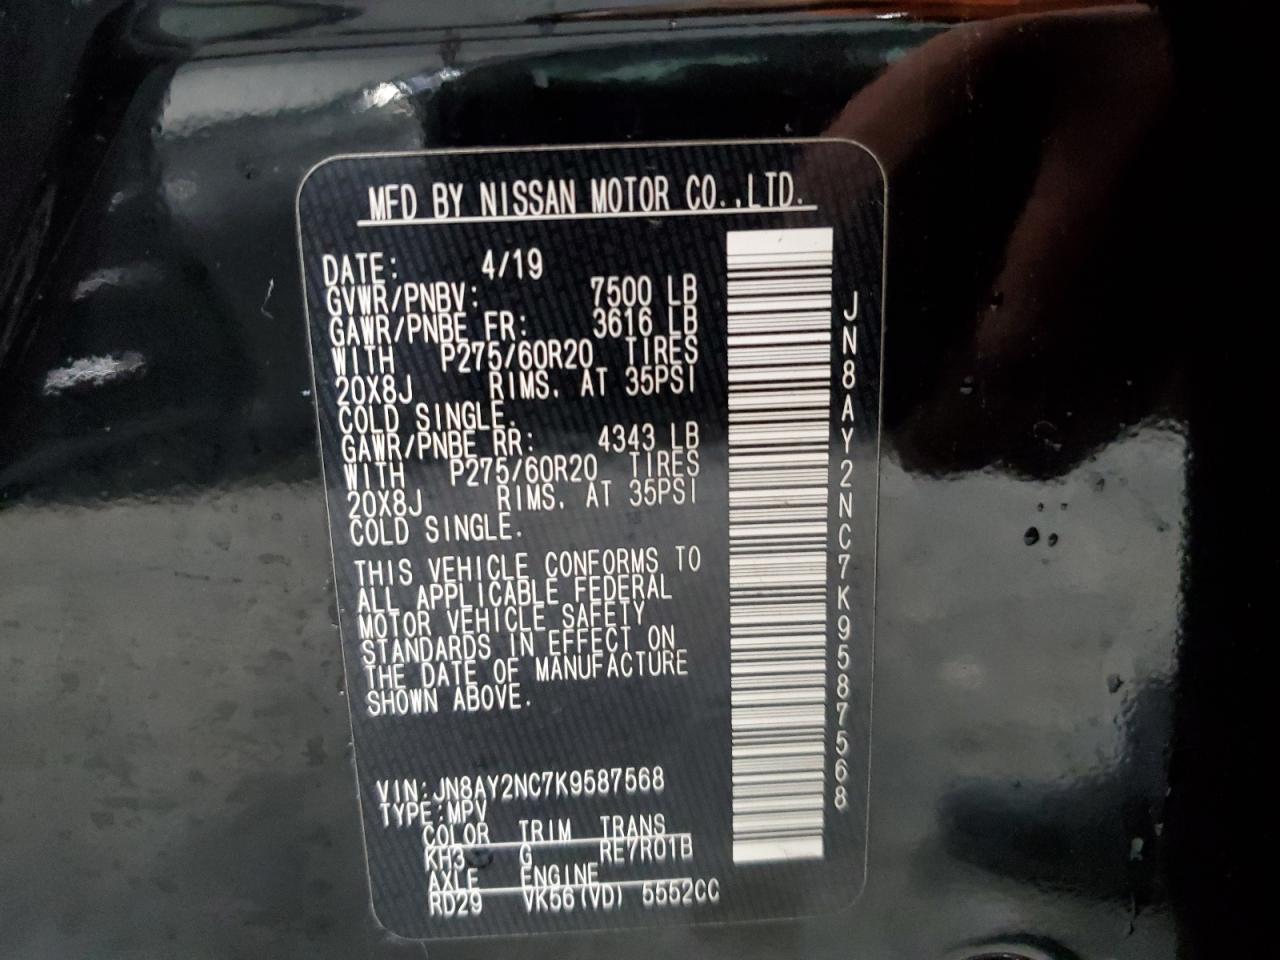 MFD BY NISSAN MOTOR CO.,LTD.
DATE: 4/19
GVWR/PNBV: 7500 LB
GAWR/PNBE FR: 3616 LB
WITH P275/60R20 TIRES
20X8J RIMS. AT 35PSI
COLD SINGLE.
GAWR/PNBE RR: 4343 LB
WITH P275/60R20 TIRES
20X8J RIMS. AT 35PSI
COLD SINGLE.
THIS VEHICLE CONFORMS TO
ALL APPLICABLE FEDERAL
MOTOR VEHICLE SAFETY
STANDARDS IN EFFECT ON
THE DATE OF MANUFACTURE
SHOWN ABOVE.
VIN:JN8AY2NC7K9587568
TYPE:MPV
COLOR TRIM TRANS
KH3 G RE7R01B
AXLE ENGINE
RD29 VK56(VD) 5552CC
JN8AY2NC7K9587568